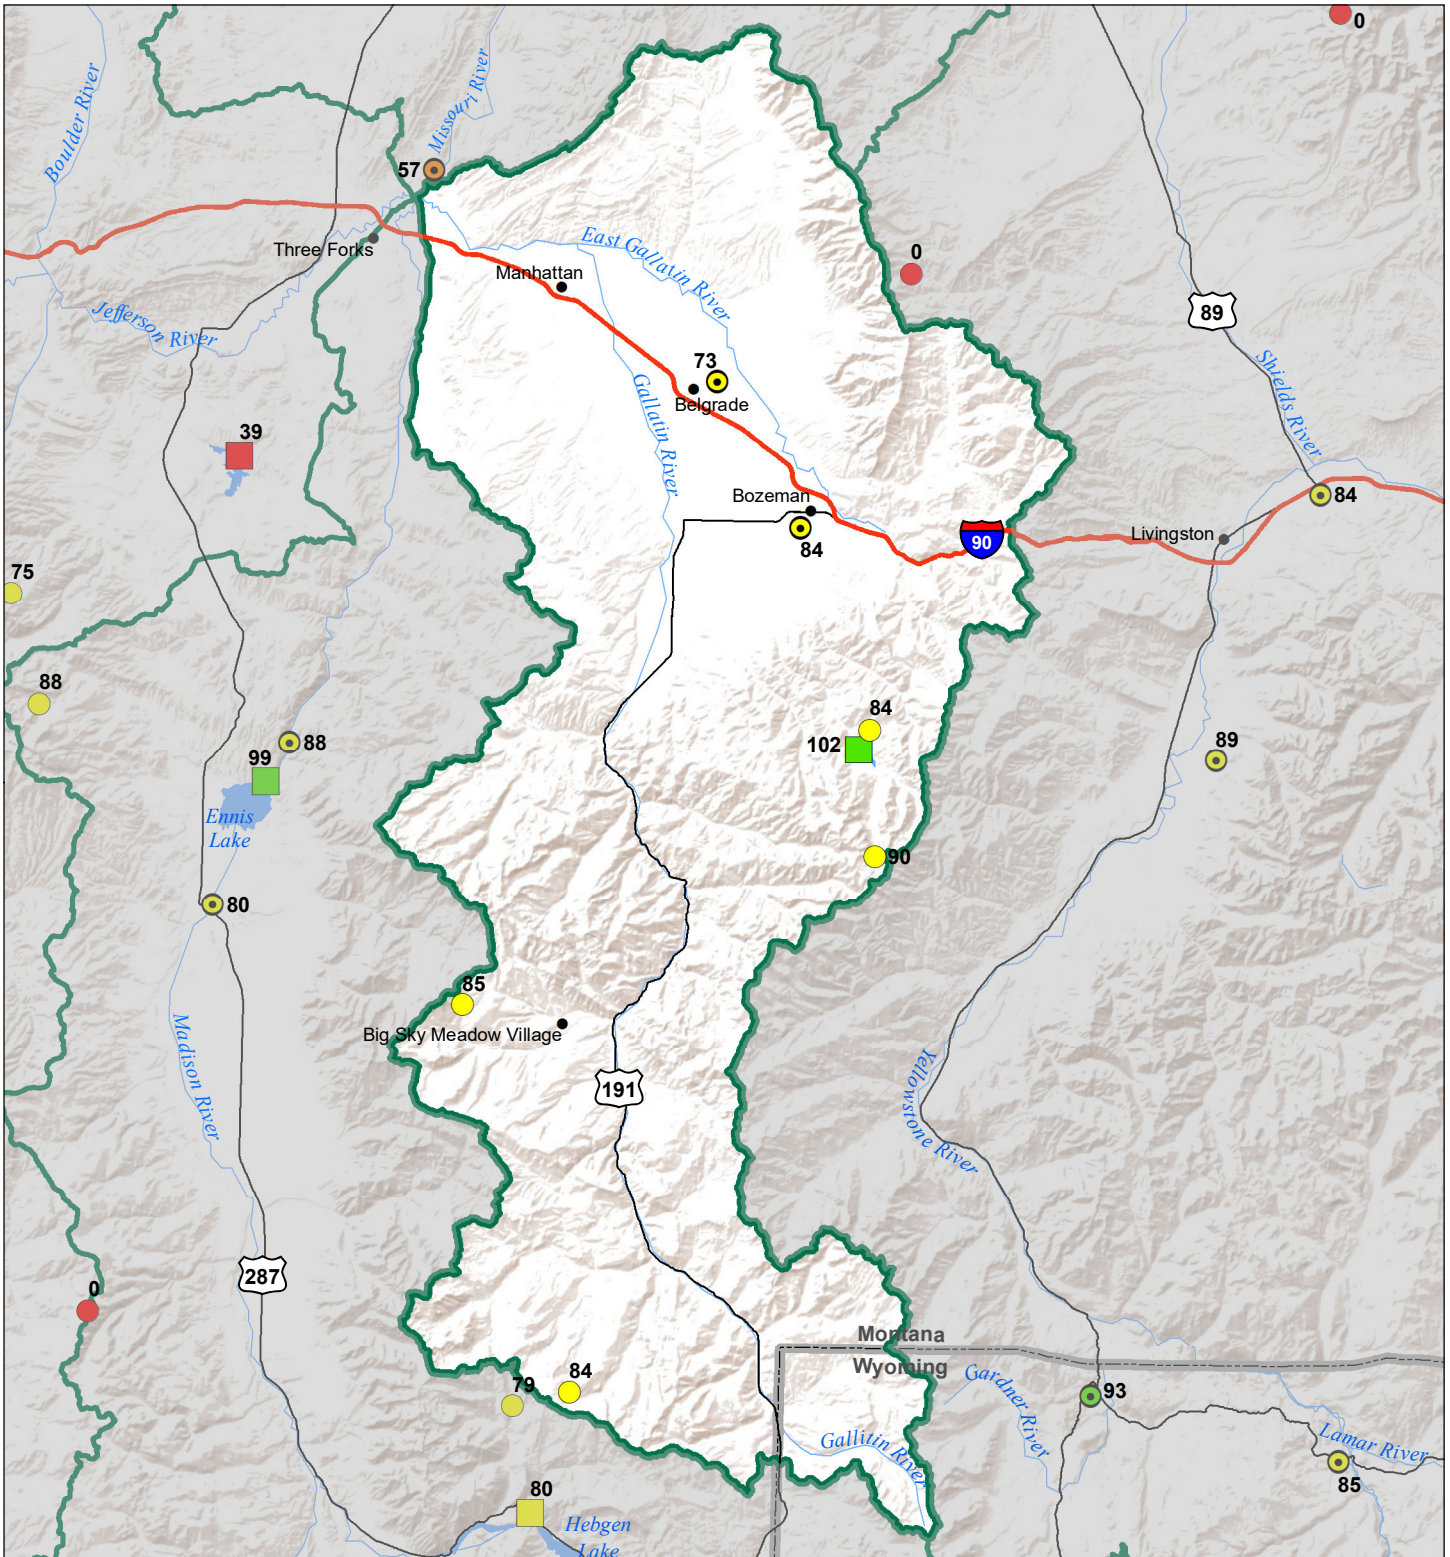 0
Boulder River
Missouri River
57
Three Forks
East Gallatin River
0
Manhattan
89
Jefferson River
73
Belgrade
Shields River
Gallatin River
39
Bozeman
84
84
90
Livingston
75
88
84
88
102
99
89
Ennis
Lake
90
80
85
Big Sky Meadow Village
Madison River
191
Yellowstone River
287
0
Montana
Wyoming
84
79
Gardner River
93
Gallitin River
Lamar River
85
80
Hebgen
Lake